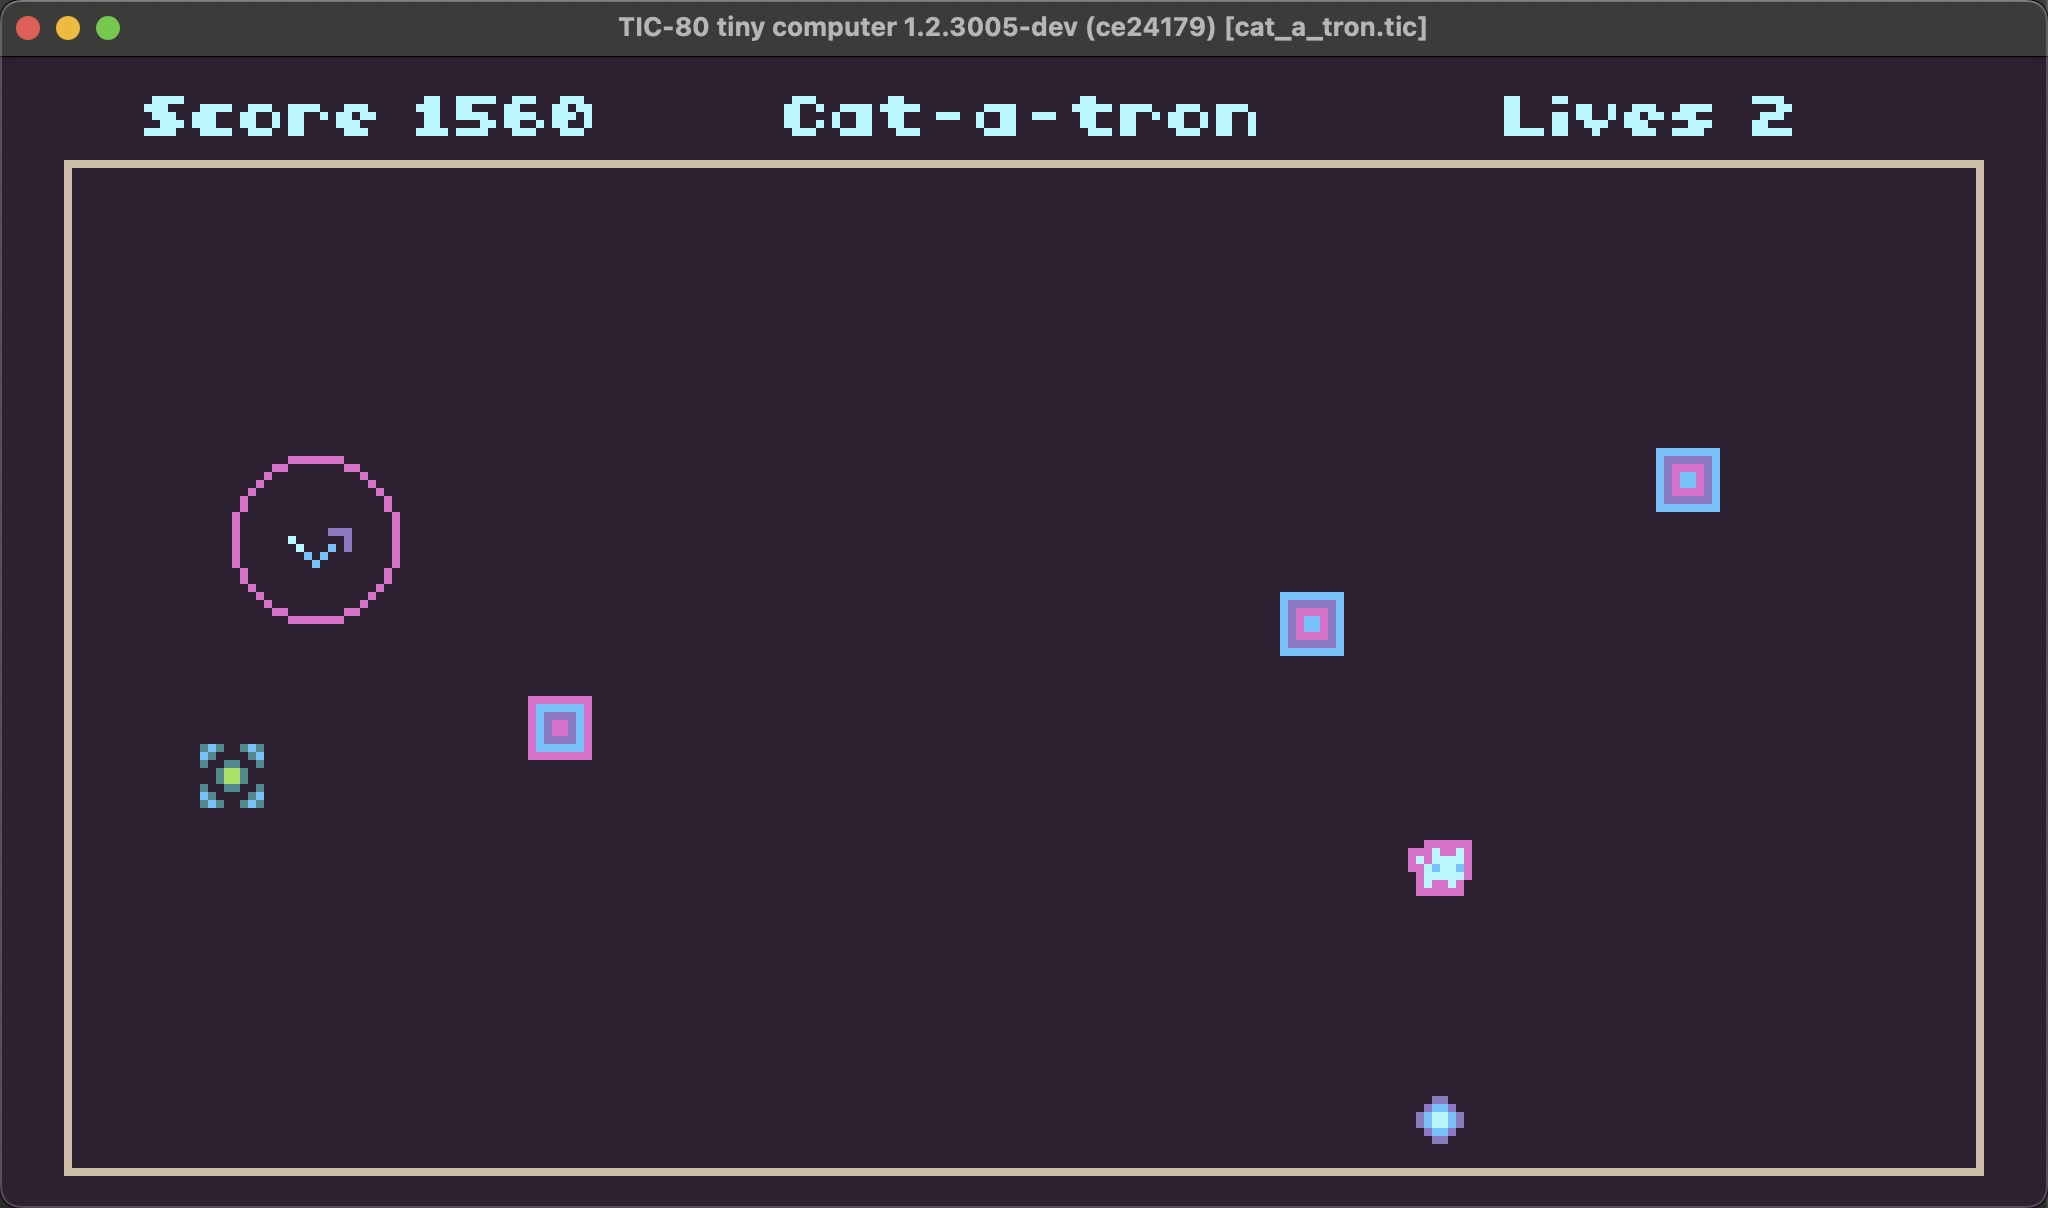 TIC-80 tiny computer 1.2.3005-dev (ce24179) [cat_a_tron.tic]
Score 1560 Cat-a-tron Lives 2